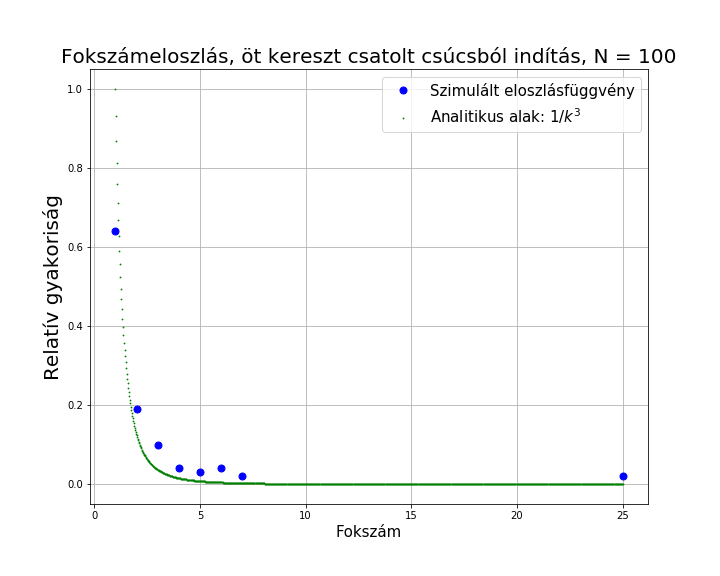 Fokszámeloszlás, öt kereszt csatolt csúcsból indítás, N = 100
Szimulált eloszlásfüggvény
Analitikus alak: 1/k³
Relatív gyakoriság
1.0
0.8
0.6
0.4
0.2
0.0
0 5 10 15 20 25
Fokszám